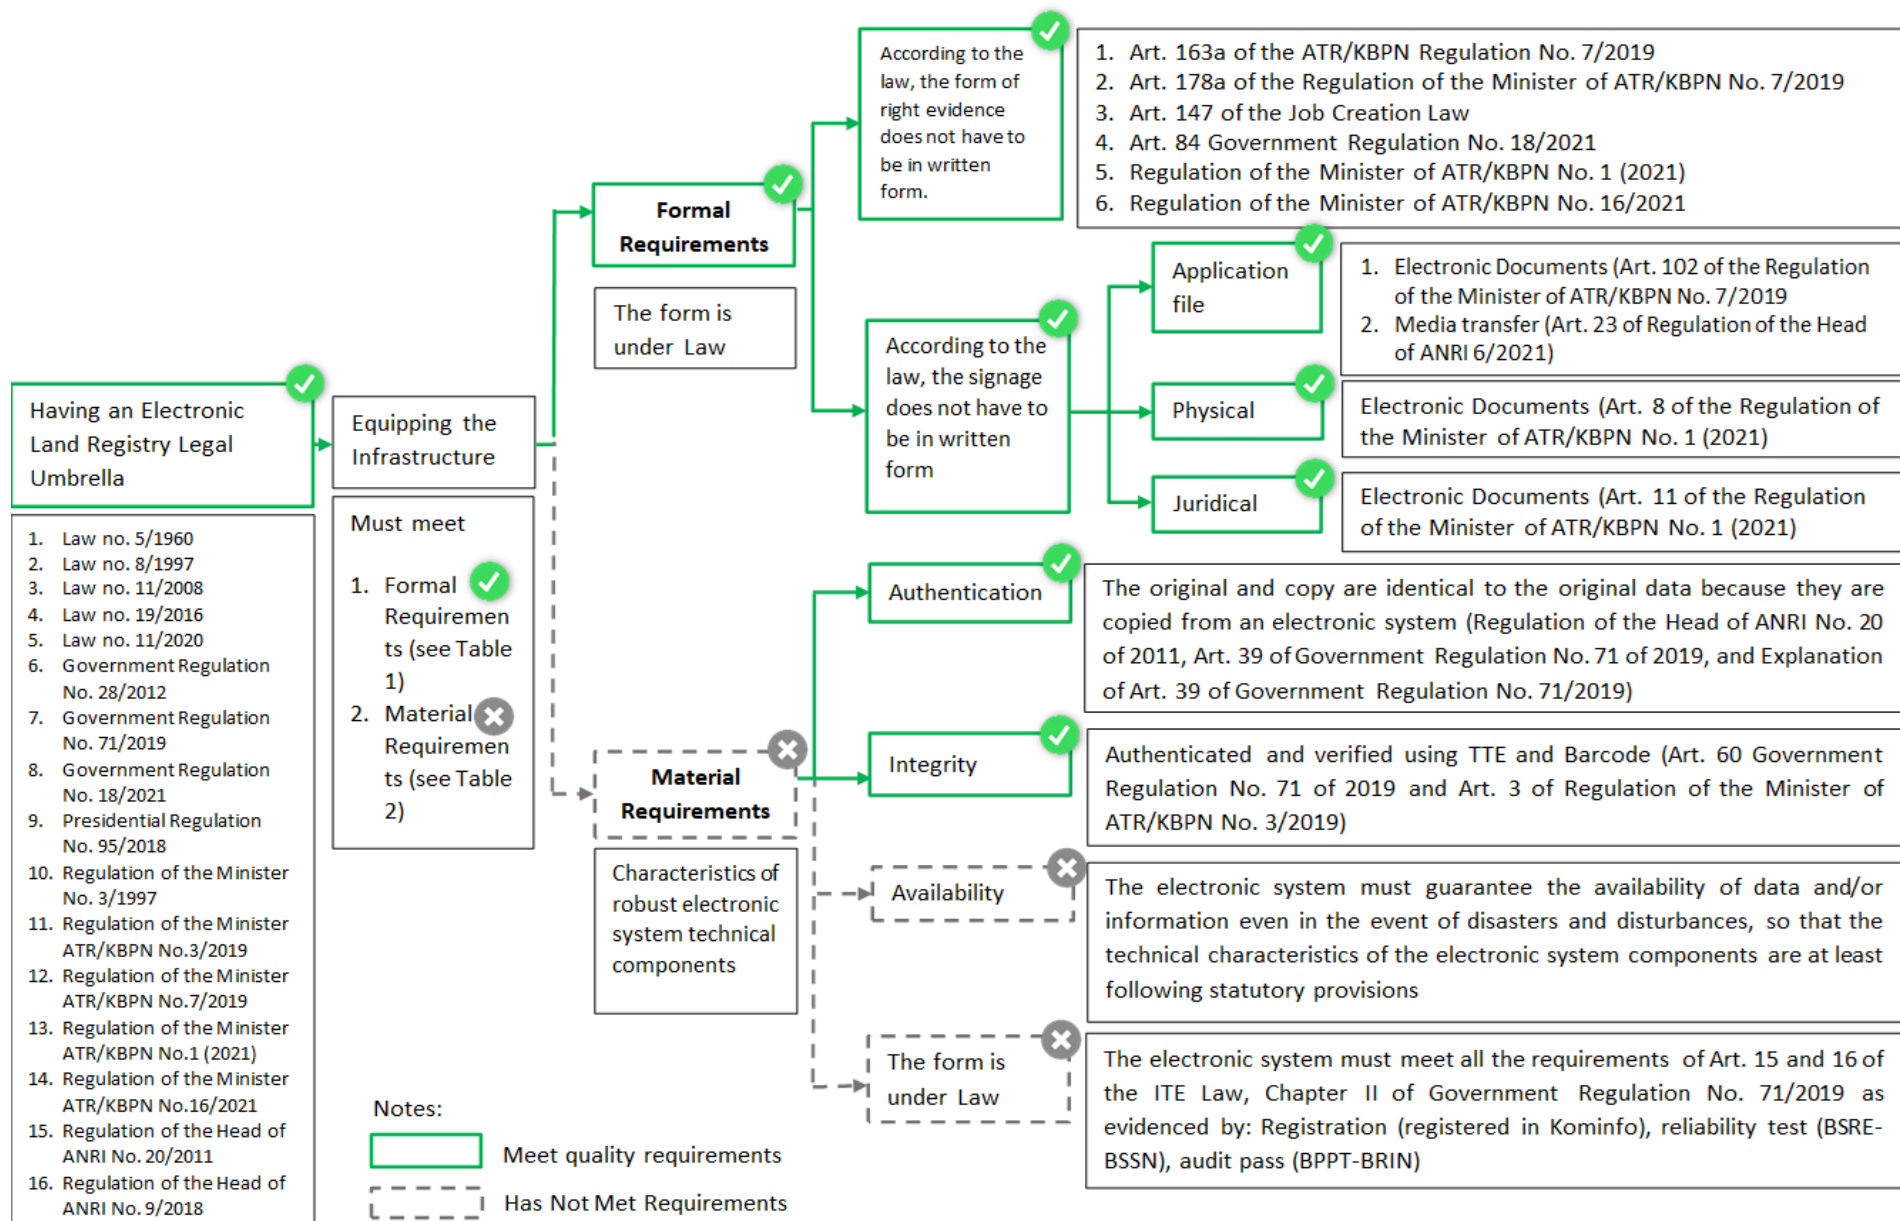 Having an Electronic
Land Registry Legal
Umbrella
1. Law no. 5/1960
2. Law no. 8/1997
3. Law no. 11/2008
4. Law no. 19/2016
5. Law no. 11/2020
6. Government Regulation
No. 28/2012
7. Government Regulation
No. 71/2019
8. Government Regulation
No. 18/2021
9. Presidential Regulation
No. 95/2018
10. Regulation of the Minister
No. 3/1997
11. Regulation of the Minister
ATR/KBPN No.3/2019
12. Regulation of the Minister
ATR/KBPN No.7/2019
13. Regulation of the Minister
ATR/KBPN No.1 (2021)
14. Regulation of the Minister
ATR/KBPN No.16/2021
15. Regulation of the Head of
ANRI No. 20/2011
16. Regulation of the Head of
ANRI No. 9/2018
Equipping the
Infrastructure
Must meet
1. Formal
Requiremen
ts (see Table
1)
2. Material
Requiremen
ts (see Table
2)
Formal
Requirements
The form is
under Law
According to the
law, the form of
right evidence
does not have to
be in written
form.
1. Art. 163a of the ATR/KBPN Regulation No. 7/2019
2. Art. 178a of the Regulation of the Minister of ATR/KBPN No. 7/2019
3. Art. 147 of the Job Creation Law
4. Art. 84 Government Regulation No. 18/2021
5. Regulation of the Minister of ATR/KBPN No. 1 (2021)
6. Regulation of the Minister of ATR/KBPN No. 16/2021
According to the
law, the signage
does not have to
be in written
form
Application
file
1. Electronic Documents (Art. 102 of the Regulation
of the Minister of ATR/KBPN No. 7/2019
2. Media transfer (Art. 23 of Regulation of the Head
of ANRI 6/2021)
Physical
Electronic Documents (Art. 8 of the Regulation of
the Minister of ATR/KBPN No. 1 (2021)
Juridical
Electronic Documents (Art. 11 of the Regulation
of the Minister of ATR/KBPN No. 1 (2021)
Material
Requirements
Characteristics of
robust electronic
system technical
components
Authentication
The original and copy are identical to the original data because they are
copied from an electronic system (Regulation of the Head of ANRI No. 20
of 2011, Art. 39 of Government Regulation No. 71 of 2019, and Explanation
of Art. 39 of Government Regulation No. 71/2019)
Integrity
Authenticated and verified using TTE and Barcode (Art. 60 Government
Regulation No. 71 of 2019 and Art. 3 of Regulation of the Minister of
ATR/KBPN No. 3/2019)
Availability
The electronic system must guarantee the availability of data and/or
information even in the event of disasters and disturbances, so that the
technical characteristics of the electronic system components are at least
following statutory provisions
The form is
under Law
The electronic system must meet all the requirements of Art. 15 and 16 of
the ITE Law, Chapter II of Government Regulation No. 71/2019 as
evidenced by: Registration (registered in Kominfo), reliability test (BSRE-
BSSN), audit pass (BPPT-BRIN)
Notes:
Meet quality requirements
Has Not Met Requirements